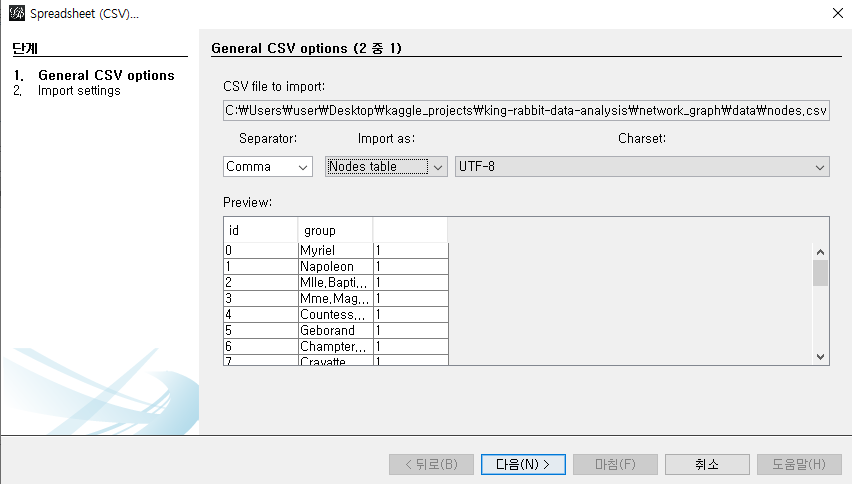 Spreadsheet (CSV)...
단계
1. General CSV options
2. Import settings
General CSV options (2 중 1)
CSV file to import:
C:₩Users₩user₩Desktop₩kaggle_projects₩king-rabbit-data-analysis₩network_graph₩data₩nodes.csv
Separator: Import as: Charset:
Comma Nodes table UTF-8
Preview:
id group
0 Myriel 1
1 Napoleon 1
2 Mlle.Bapti... 1
3 Mme.Mag... 1
4 Countess... 1
5 Geborand 1
6 Champter... 1
7 Cravatte 1
< 뒤로(B) 다음(N) > 마침(F) 취소 도움말(H)